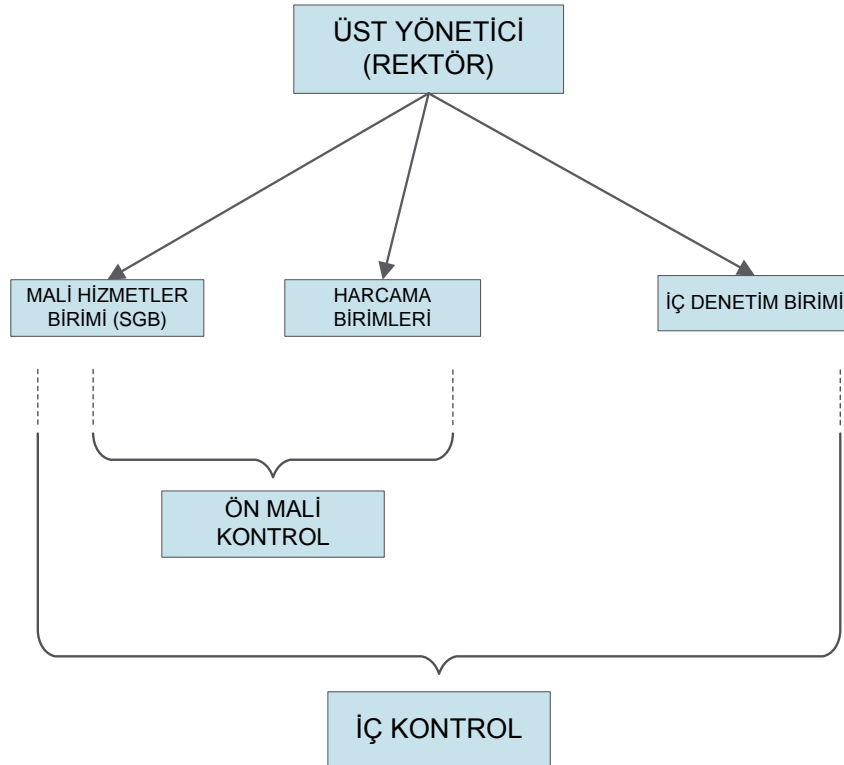 ÜST YÖNETİCİ
(REKTÖR)
MALİ HİZMETLER
BİRİMİ (SGB)
HARCAMA
BİRİMLERİ
İÇ DENETİM BİRİMİ
ÖN MALİ
KONTROL
İÇ KONTROL